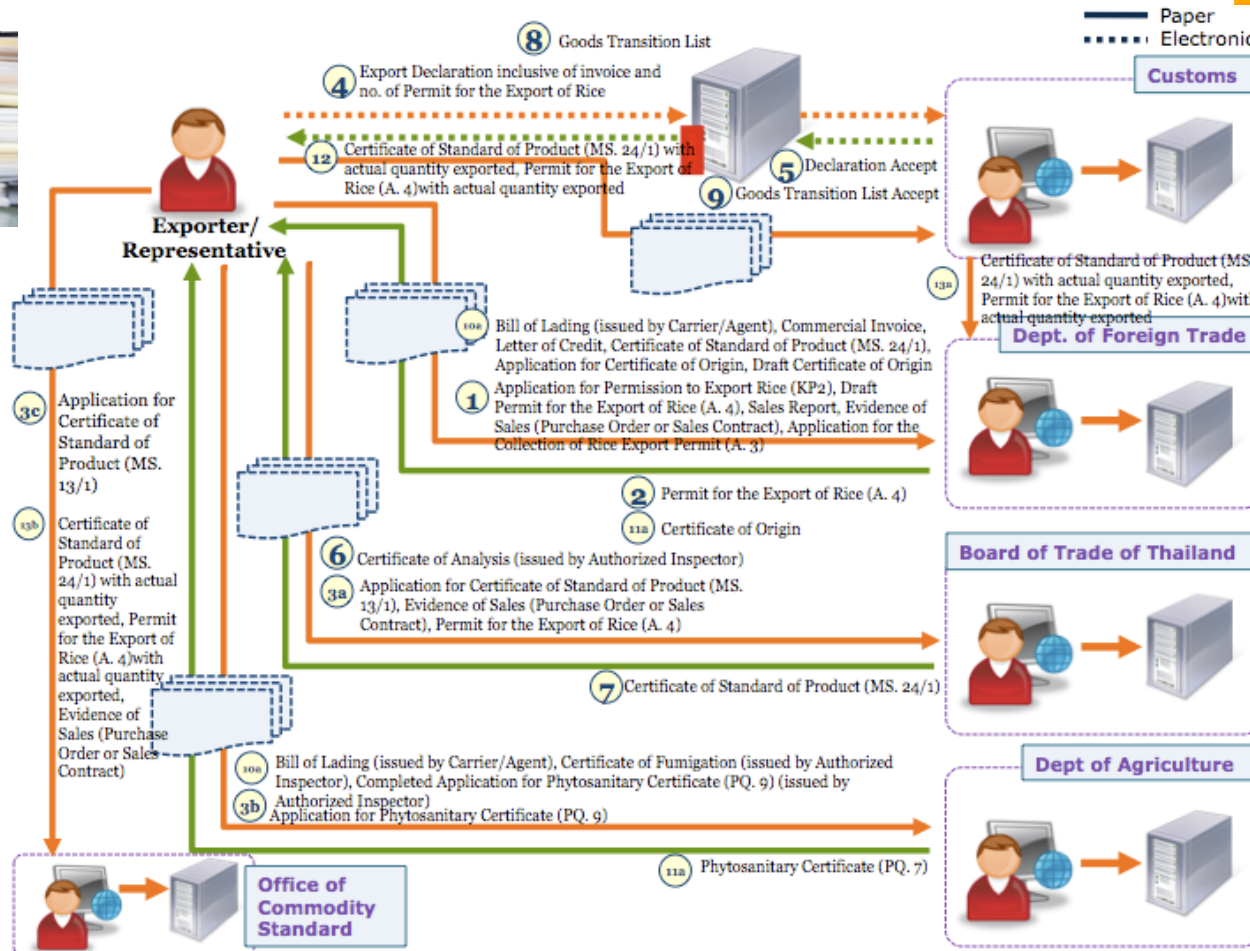 Paper
Electronic
8 Goods Transition List
Customs
4 Export Declaration inclusive of invoice and
no. of Permit for the Export of Rice
12 Certificate of Standard of Product (MS. 24/1) with
actual quantity exported, Permit for the Export of
Rice (A. 4)with actual quantity exported
5 Declaration Accept
9 Goods Transition List Accept
Exporter/
Representative
13a Certificate of Standard of Product (MS.
24/1) with actual quantity exported,
Permit for the Export of Rice (A. 4)with
actual quantity exported
Dept. of Foreign Trade
10a Bill of Lading (issued by Carrier/Agent), Commercial Invoice,
Letter of Credit, Certificate of Standard of Product (MS. 24/1),
Application for Certificate of Origin, Draft Certificate of Origin
1 Application for Permission to Export Rice (KP2), Draft
Permit for the Export of Rice (A. 4), Sales Report, Evidence of
Sales (Purchase Order or Sales Contract), Application for the
Collection of Rice Export Permit (A. 3)
2 Permit for the Export of Rice (A. 4)
11a Certificate of Origin
3c Application for
Certificate of
Standard of
Product (MS.
13/1)
13b Certificate of
Standard of
Product (MS.
24/1) with actual
quantity
exported, Permit
for the Export of
Rice (A. 4)with
actual quantity
exported,
Evidence of
Sales (Purchase
Order or Sales
Contract)
6 Certificate of Analysis (issued by Authorized Inspector)
3a Application for Certificate of Standard of Product (MS.
13/1), Evidence of Sales (Purchase Order or Sales
Contract), Permit for the Export of Rice (A. 4)
Board of Trade of Thailand
7 Certificate of Standard of Product (MS. 24/1)
10a Bill of Lading (issued by Carrier/Agent), Certificate of Fumigation (issued by Authorized
Inspector), Completed Application for Phytosanitary Certificate (PQ. 9) (issued by
Authorized Inspector)
3b Application for Phytosanitary Certificate (PQ. 9)
Dept of Agriculture
11a Phytosanitary Certificate (PQ. 7)
Office of
Commodity
Standard